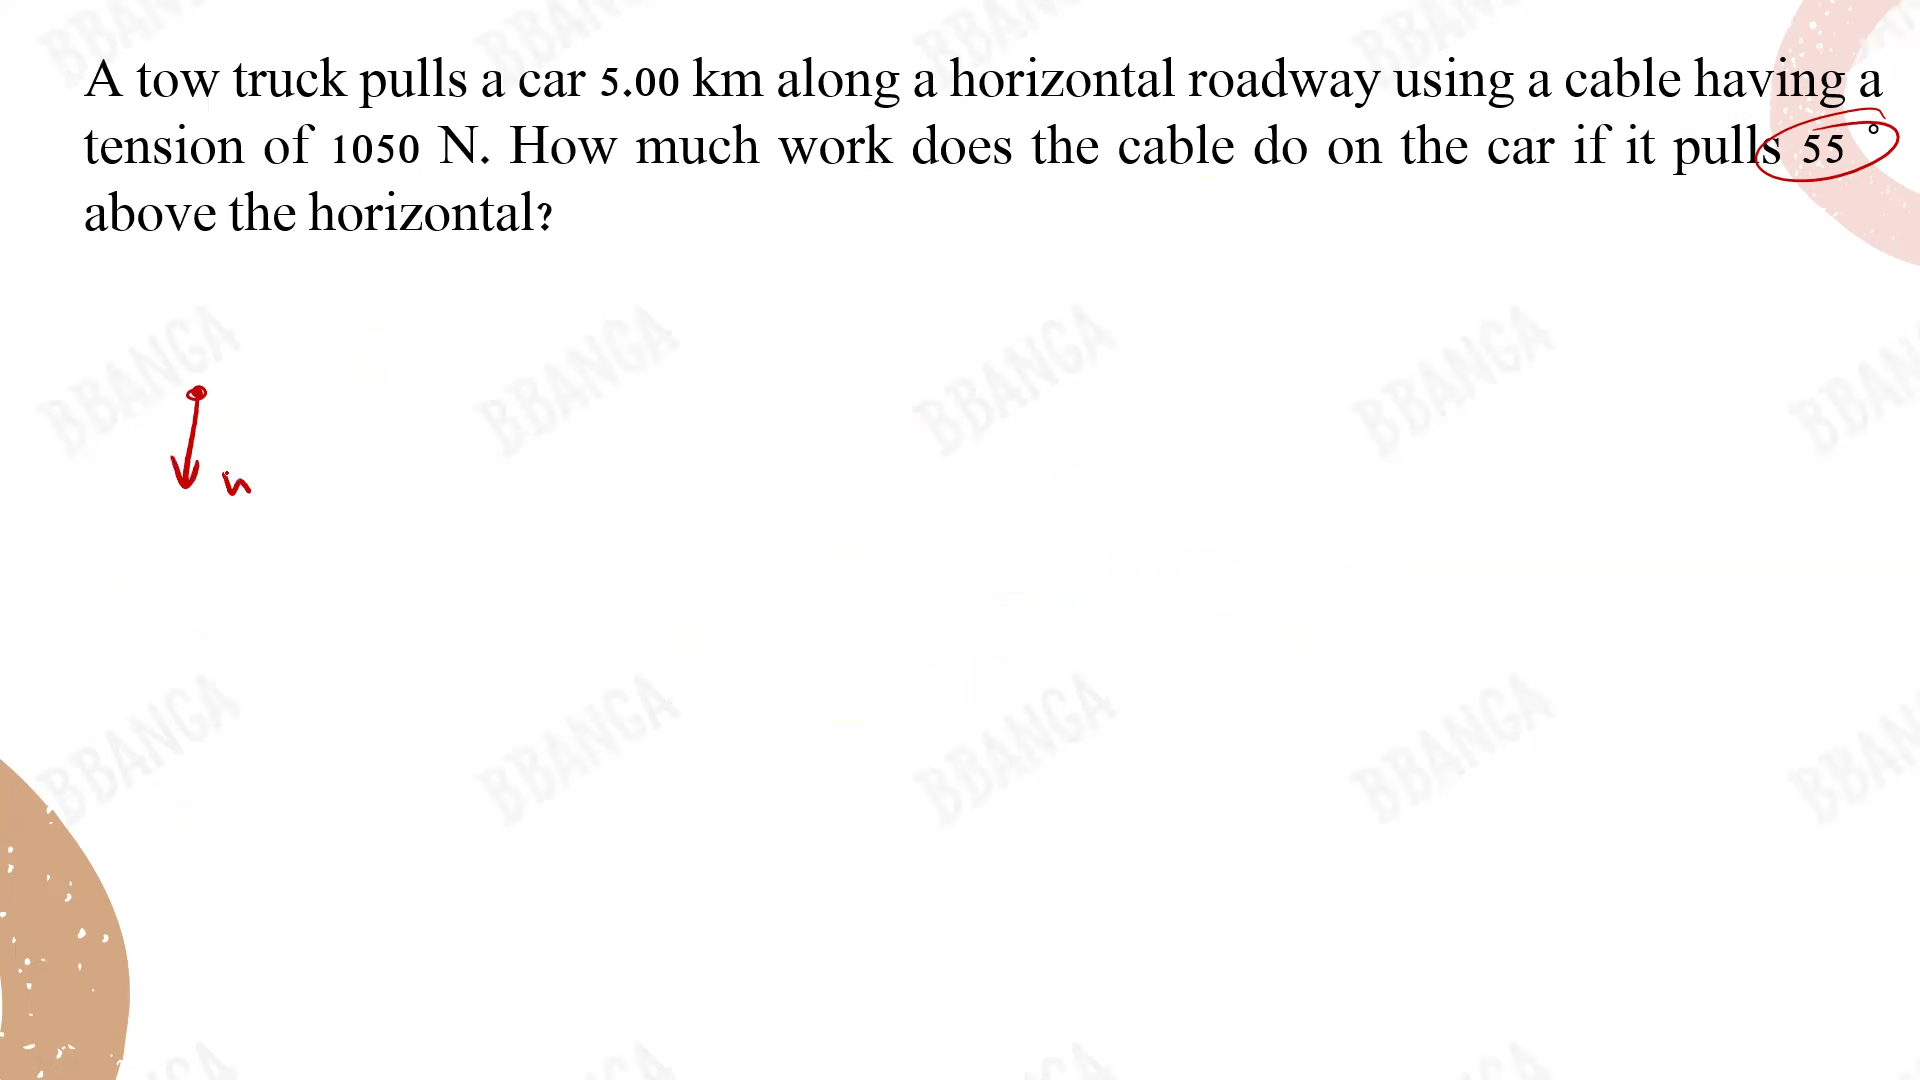 A tow truck pulls a car 5.00 km along a horizontal roadway using a cable having a
tension of 1050 N. How much work does the cable do on the car if it pulls 55 °
above the horizontal?
BBANGA